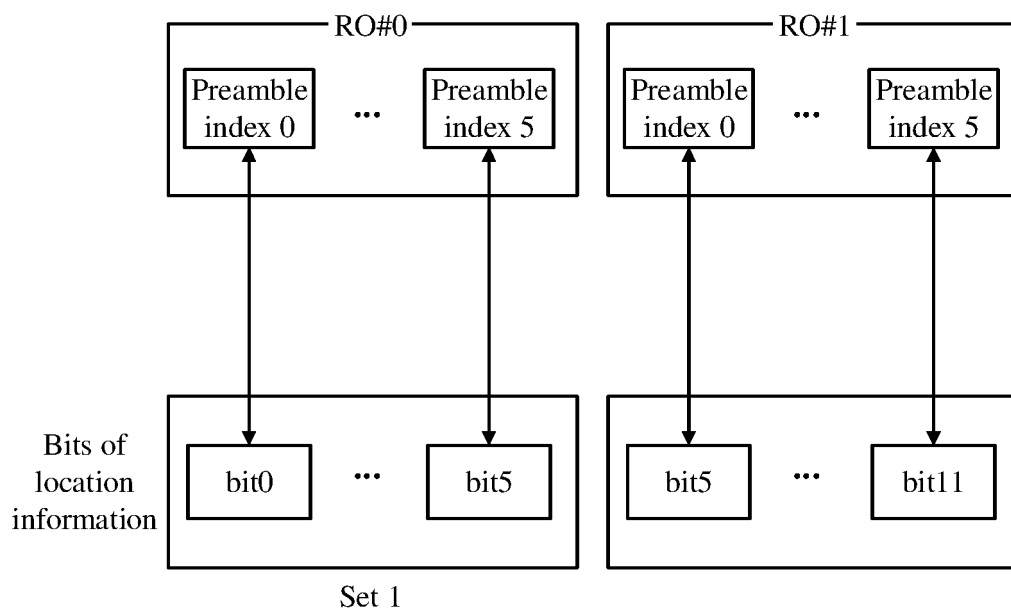 RO#0
RO#1
Preamble
index 0
...
Preamble
index 5
Preamble
index 0
...
Preamble
index 5
Bits of
location
information
bit0
...
bit5
bit5
...
bit11
Set 1